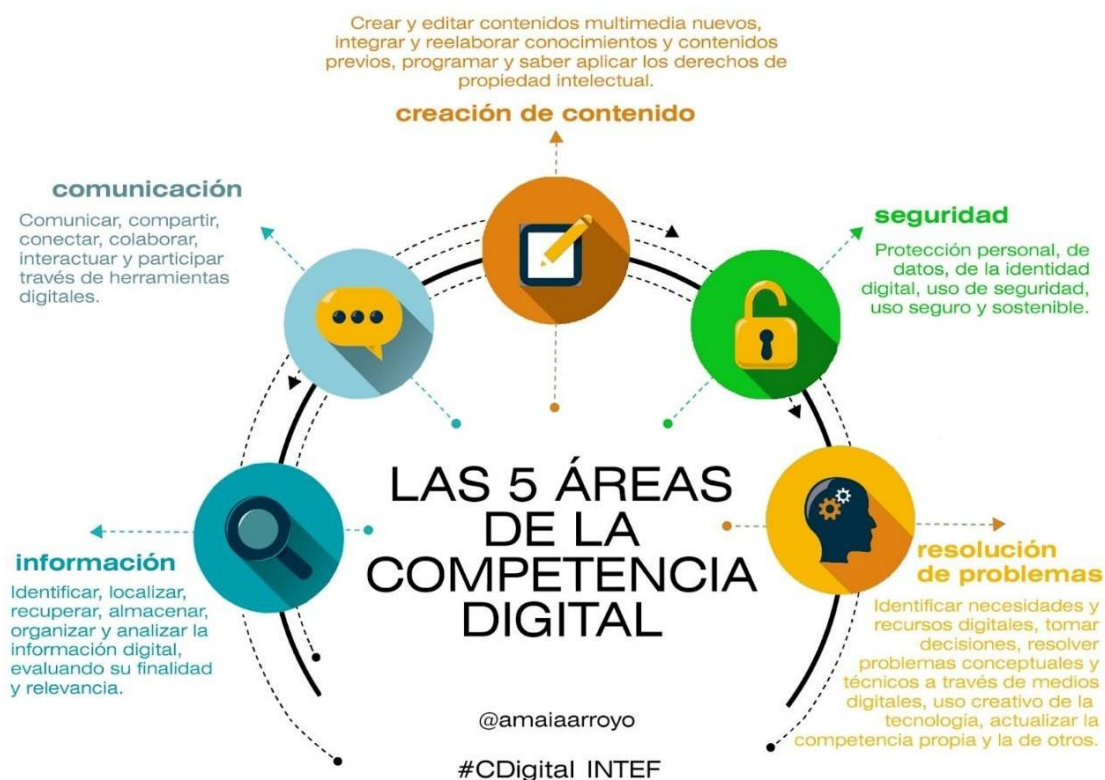 Crear y editar contenidos multimedia nuevos,
integrar y reelaborar conocimientos y contenidos
previos, programar y saber aplicar los derechos de
propiedad intelectual.
creación de contenido
comunicación
Comunicar, compartir,
conectar, colaborar,
interactuar y participar
través de herramientas
digitales.
seguridad
Protección personal, de
datos, de la identidad
digital, uso de seguridad,
uso seguro y sostenible.
LAS 5 ÁREAS
DE LA
COMPETENCIA
DIGITAL
información
Identificar, localizar,
recuperar, almacenar,
organizar y analizar la
información digital,
evaluando su finalidad
y relevancia.
resolución
de problemas
Identificar necesidades y
recursos digitales, tomar
decisiones, resolver
problemas conceptuales y
técnicos a través de medios
digitales, uso creativo de la
tecnología, actualizar la
competencia propia y la de otros.
@amaiaarroyo
#CDigital INTEF